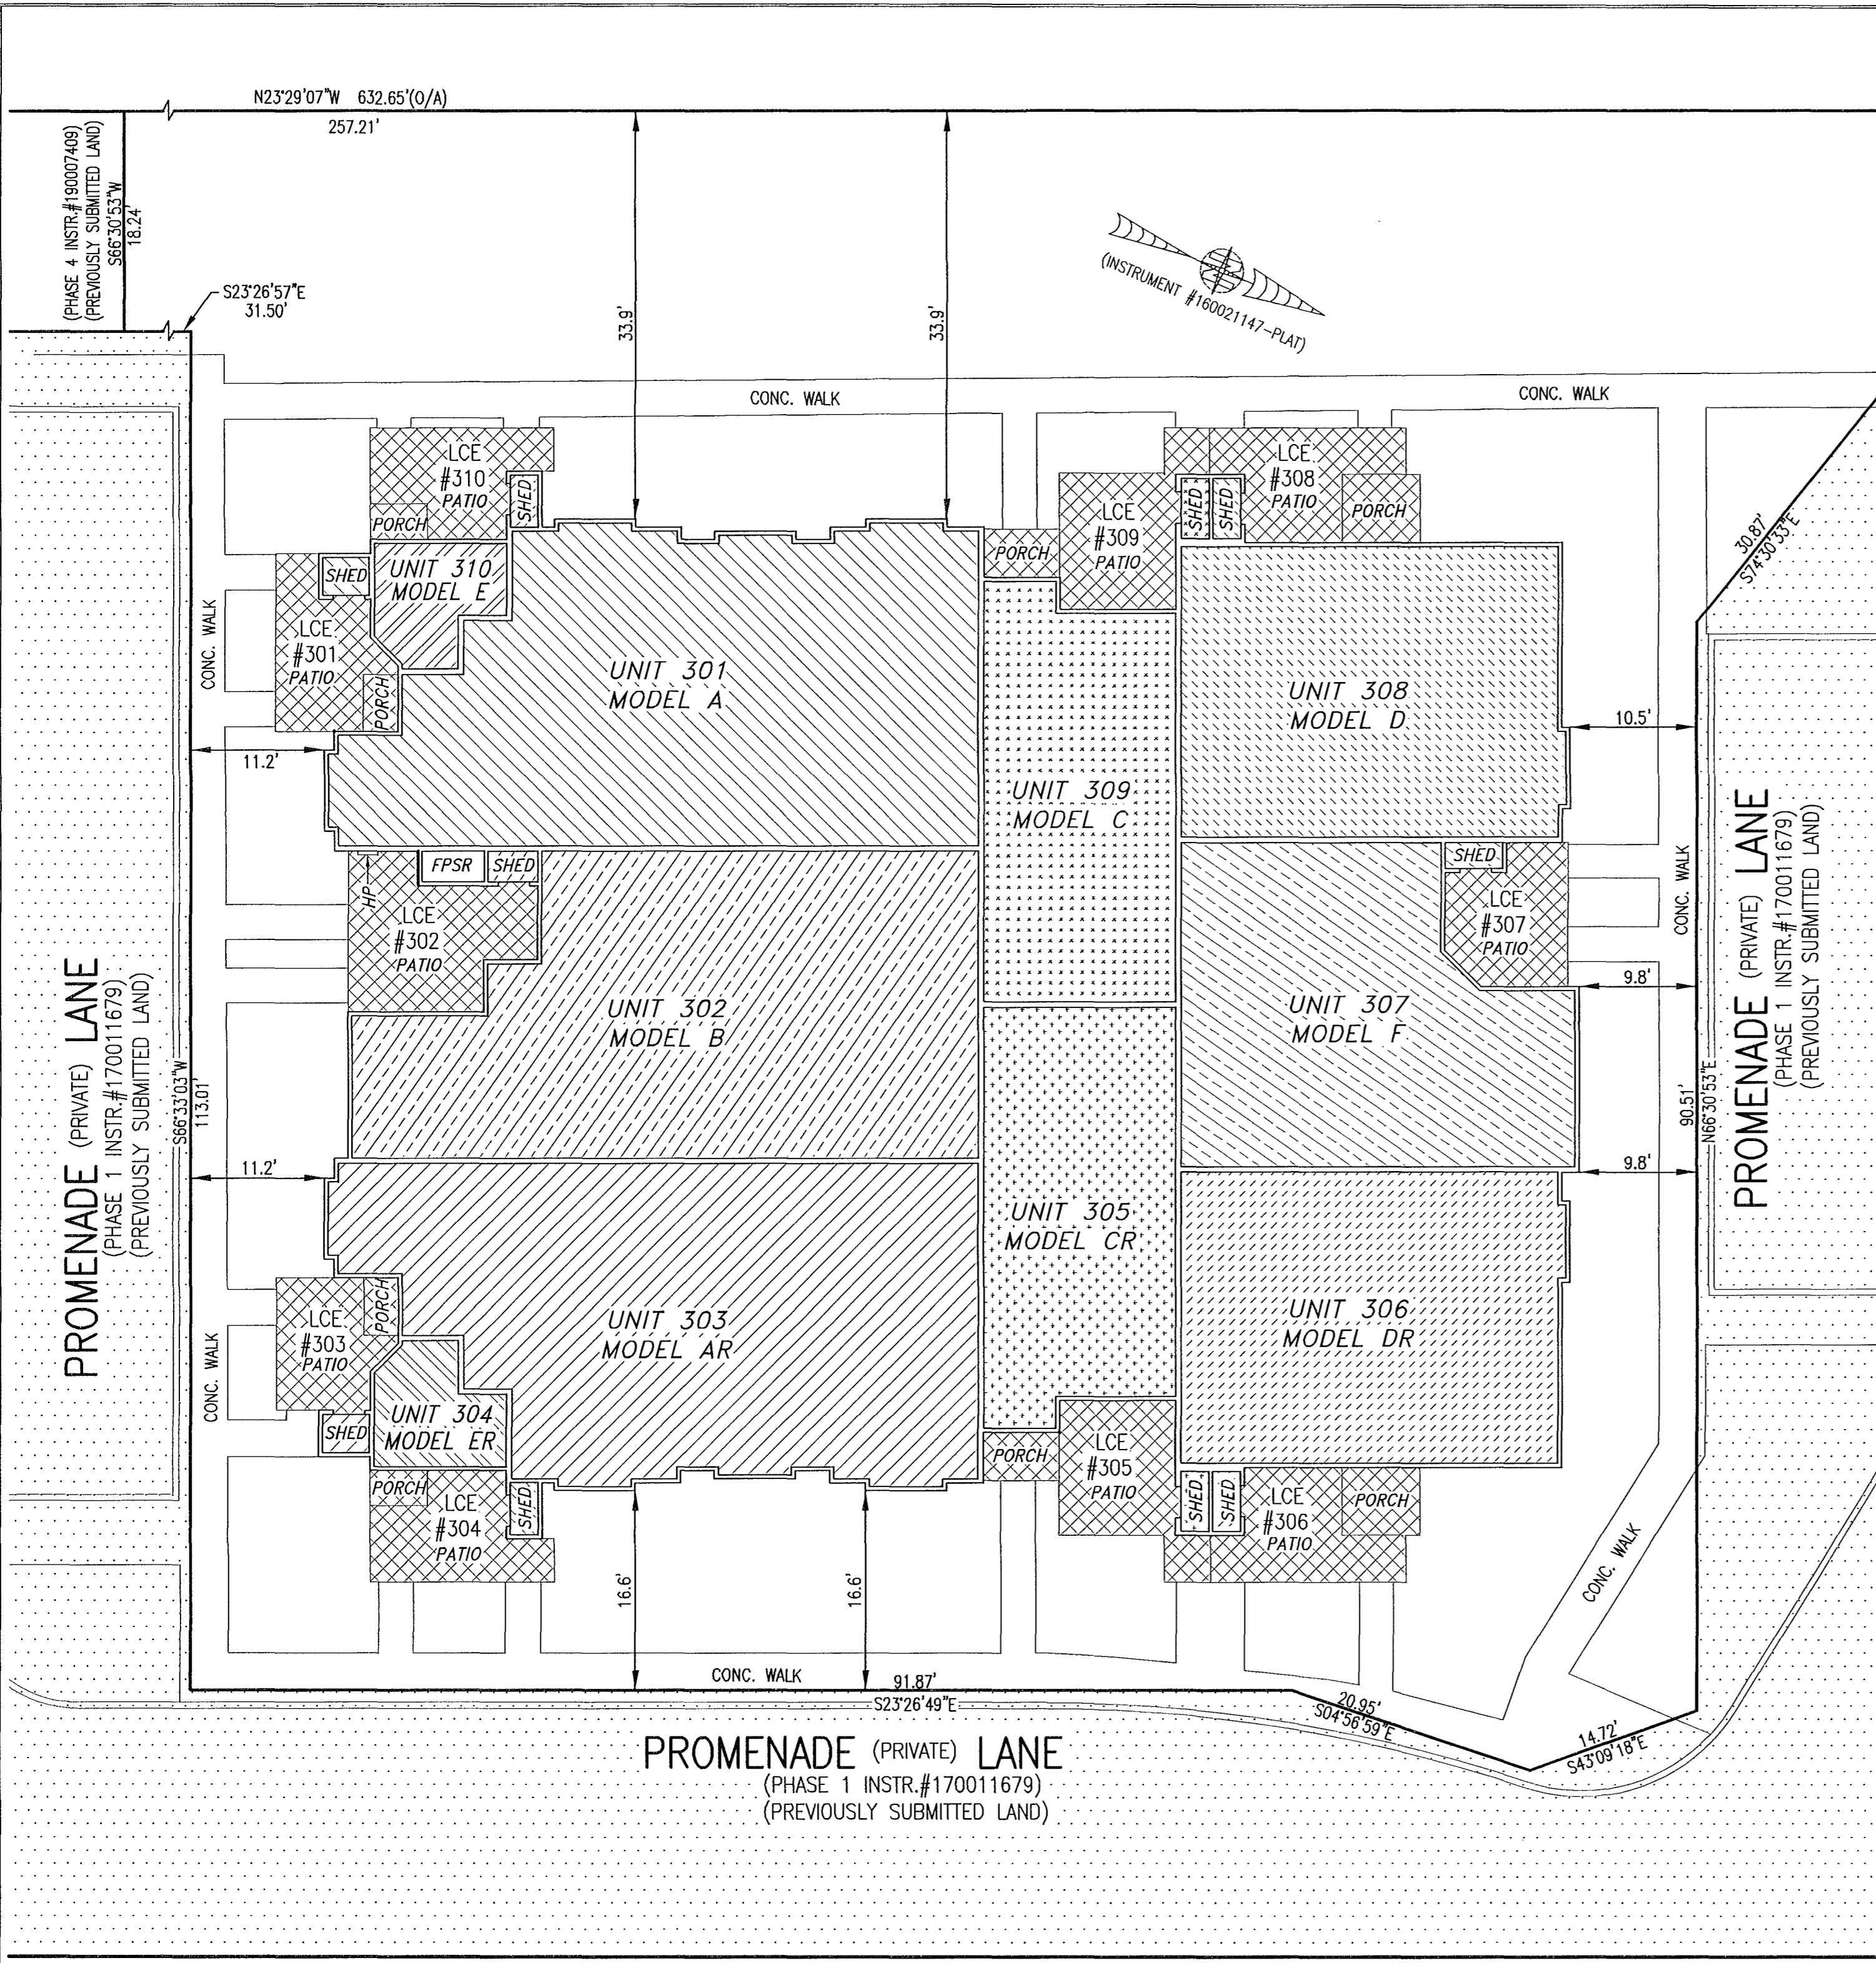 N23°29'07"W 632.65'(O/A)
257.21'
(PHASE 4 INSTR.#190007409)
(PREVIOUSLY SUBMITTED LAND)
S66°30'53"W
18.24'
S23°26'57"E
31.50'
33.9'
33.9'
(INSTRUMENT #160021147-PLAT)
CONC. WALK
CONC. WALK
LCE
#310
PATIO
SHED
PORCH
UNIT 310
MODEL E
SHED
LCE
#301
PATIO
PORCH
CONC. WALK
11.2'
UNIT 301
MODEL A
PORCH
LCE
#309
PATIO
SHED
SHED
LCE
#308
PATIO
PORCH
30.87'
S74°30'33"E
UNIT 308
MODEL D
10.5'
UNIT 309
MODEL C
HP
FPSR
SHED
LCE
#302
PATIO
UNIT 302
MODEL B
SHED
LCE
#307
PATIO
CONC. WALK
UNIT 307
MODEL F
9.8'
9.8'
90.51'
N66°30'53"E
PROMENADE (PRIVATE) LANE
(PHASE 1 INSTR.#170011679)
(PREVIOUSLY SUBMITTED LAND)
PROMENADE (PRIVATE) LANE
(PHASE 1 INSTR.#170011679)
(PREVIOUSLY SUBMITTED LAND)
S66°33'03"W
113.01'
11.2'
UNIT 305
MODEL CR
UNIT 303
MODEL AR
UNIT 306
MODEL DR
LCE
#303
PATIO
PORCH
CONC. WALK
SHED
UNIT 304
MODEL ER
PORCH
LCE
#304
PATIO
SHED
PORCH
LCE
#305
PATIO
SHED
SHED
LCE
#306
PATIO
PORCH
CONC. WALK
16.6'
16.6'
CONC. WALK
91.87'
S23°26'49"E
20.95'
S04°56'59"E
14.72'
S43°09'18"E
PROMENADE (PRIVATE) LANE
(PHASE 1 INSTR.#170011679)
(PREVIOUSLY SUBMITTED LAND)